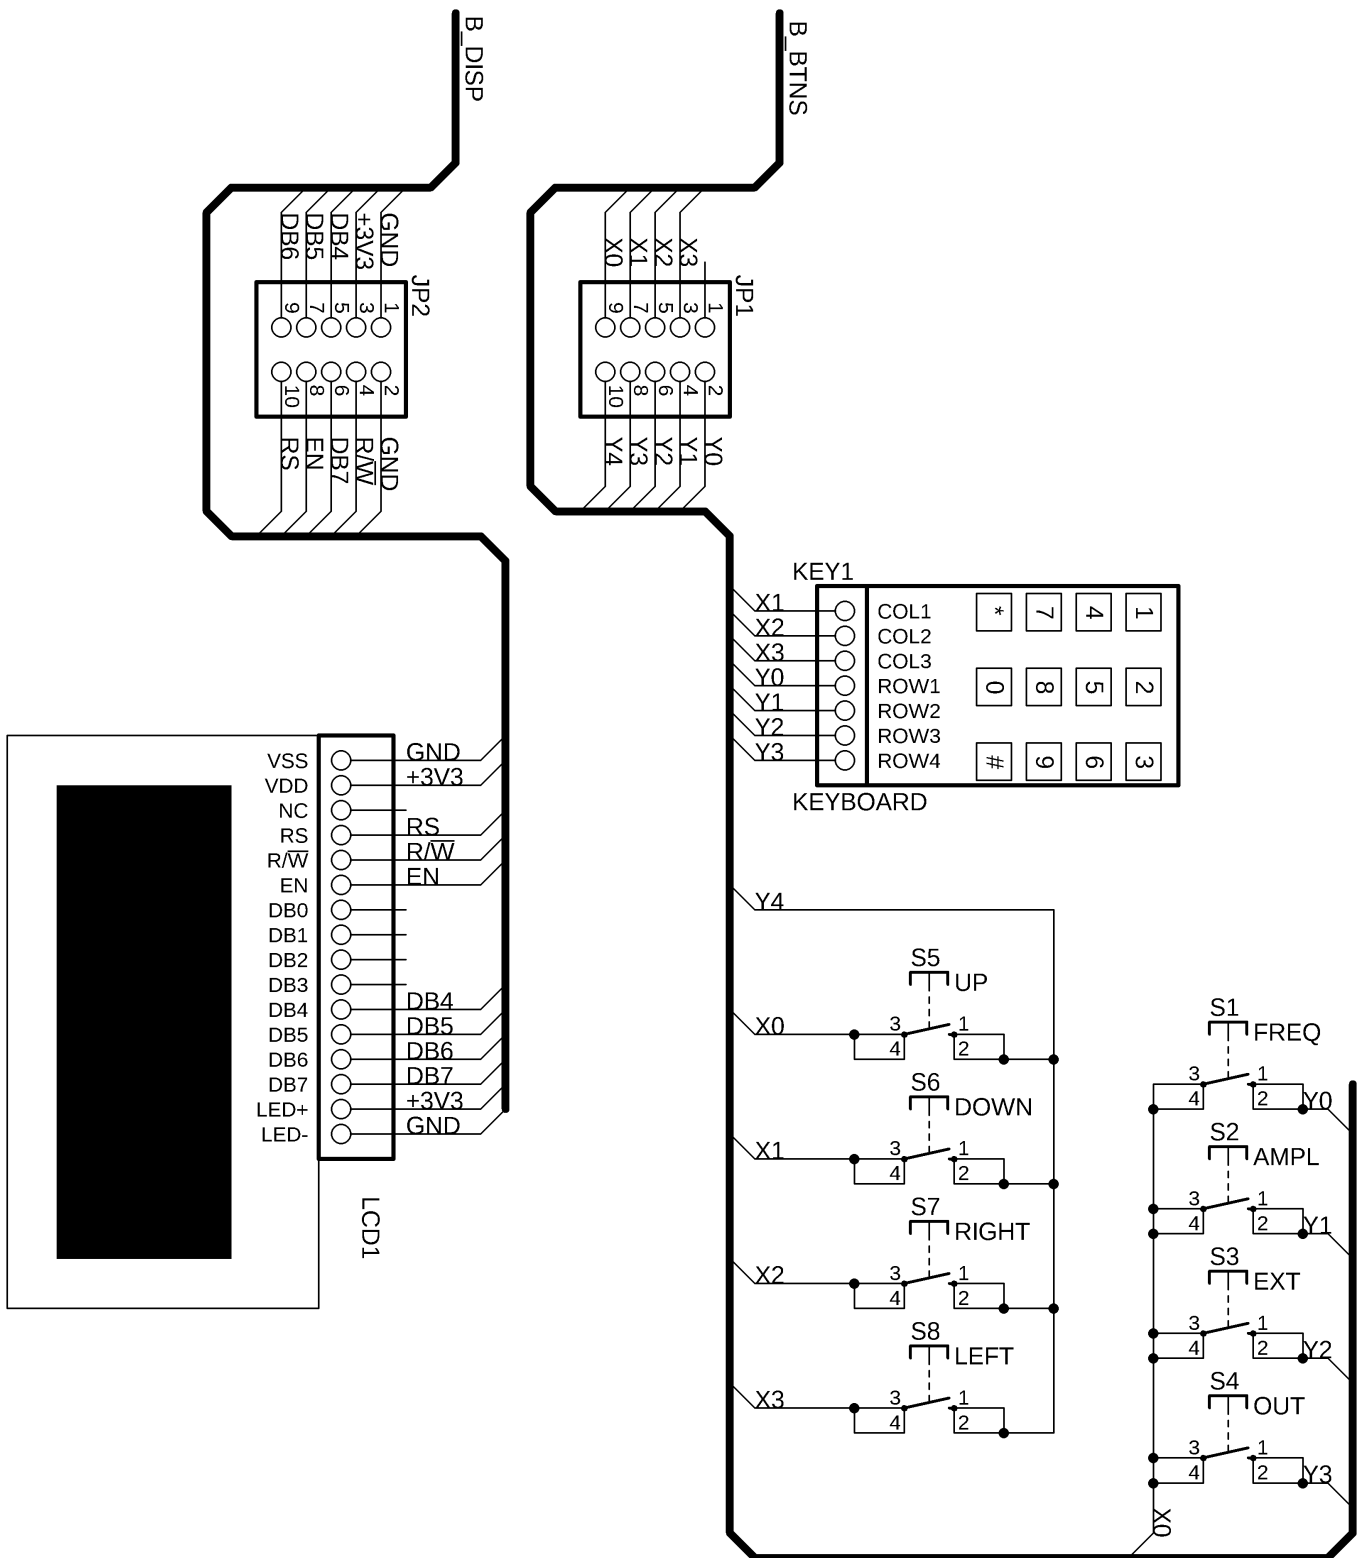 B_DISP
B_BTNS
DB6
DB5
DB4
+3V3
GND
JP2
9
7
5
3
1
10
8
6
4
2
RS
EN
DB7
R/W
GND
X0
X1
X2
X3
JP1
9
7
5
3
1
10
8
6
4
2
Y4
Y3
Y2
Y1
Y0
KEY1
X1
COL1
X2
COL2
X3
COL3
Y0
ROW1
Y1
ROW2
Y2
ROW3
Y3
ROW4
* 7 4 1
0 8 5 2
# 9 6 3
KEYBOARD
VSS GND
VDD +3V3
NC
RS RS
R/W R/W
EN EN
DB0
DB1
DB2
DB3
DB4 DB4
DB5 DB5
DB6 DB6
DB7 DB7
LED+ +3V3
LED- GND
LCD1
Y4
S5
UP
X0
3 1
4 2
S6
DOWN
X1
3 1
4 2
S7
RIGHT
X2
3 1
4 2
S8
LEFT
X3
3 1
4 2
S1
FREQ
3 1
4 2
Y0
S2
AMPL
3 1
4 2
Y1
S3
EXT
3 1
4 2
Y2
S4
OUT
3 1
4 2
Y3
X0